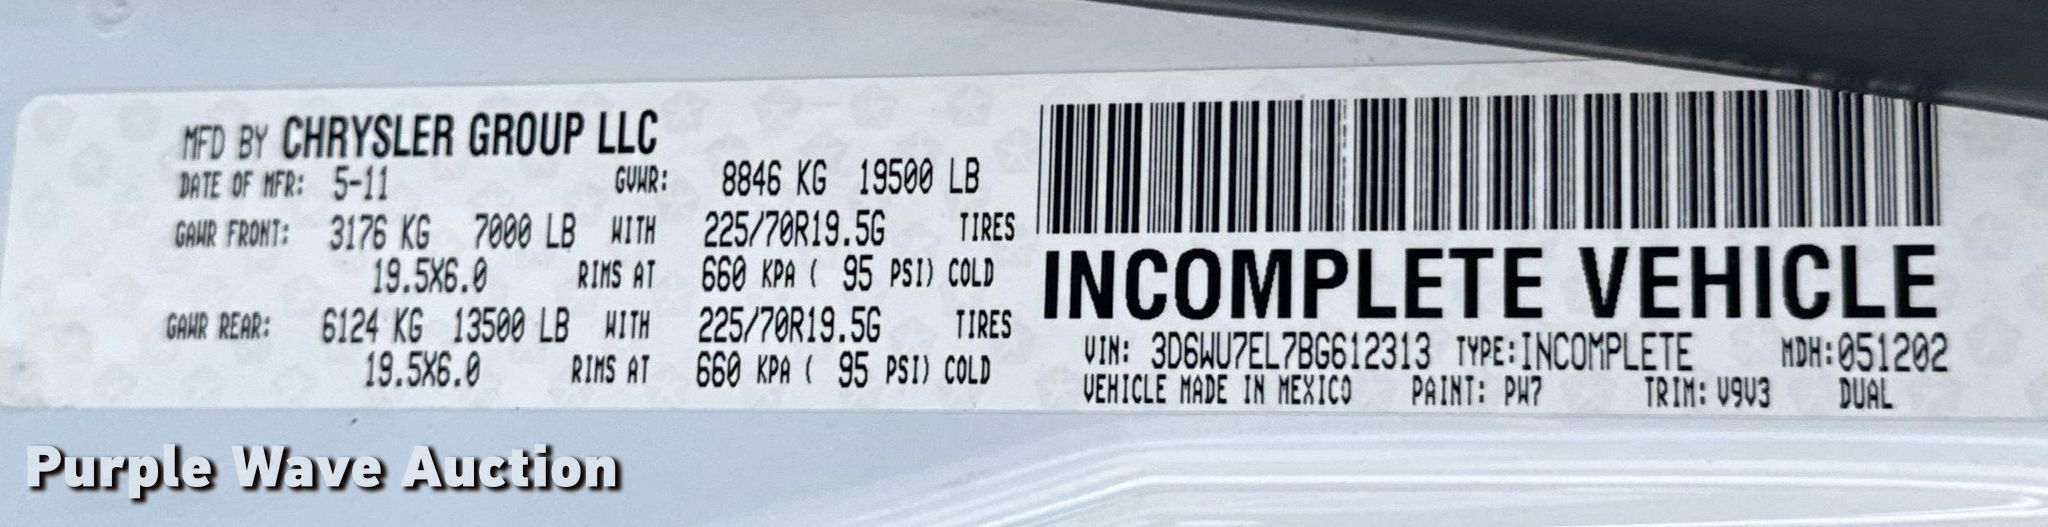 MFD BY CHRYSLER GROUP LLC
DATE OF MFR: 5-11 GVWR: 8846 KG 19500 LB
GAWR FRONT: 3176 KG 7000 LB WITH 225/70R19.5G TIRES
19.5X6.0 RIMS AT 660 KPA ( 95 PSI) COLD
GAWR REAR: 6124 KG 13500 LB WITH 225/70R19.5G TIRES
19.5X6.0 RIMS AT 660 KPA ( 95 PSI) COLD
INCOMPLETE VEHICLE
VIN: 3D6WU7EL7BG612313 TYPE:INCOMPLETE MDH:051202
VEHICLE MADE IN MEXICO PAINT: PW7 TRIM: V9V3 DUAL
Purple Wave Auction